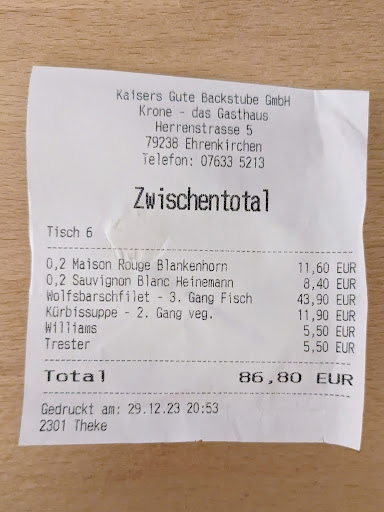 Kaisers Gute Backstube GmbH
Krone - das Gasthaus
Herrenstrasse 5
79238 Ehrenkirchen
Telefon: 07633 5213
Zwischentotal
Tisch 6
0,2 Maison Rouge Blankenhorn 11,60 EUR
0,2 Sauvignon Blanc Heinemann 8,40 EUR
Wolfsbarschfilet - 3. Gang Fisch 43,90 EUR
Kürbissuppe - 2. Gang veg. 11,90 EUR
Williams 5,50 EUR
Trester 5,50 EUR
Total 86,80 EUR
Gedruckt am: 29.12.23 20:53
2301 Theke